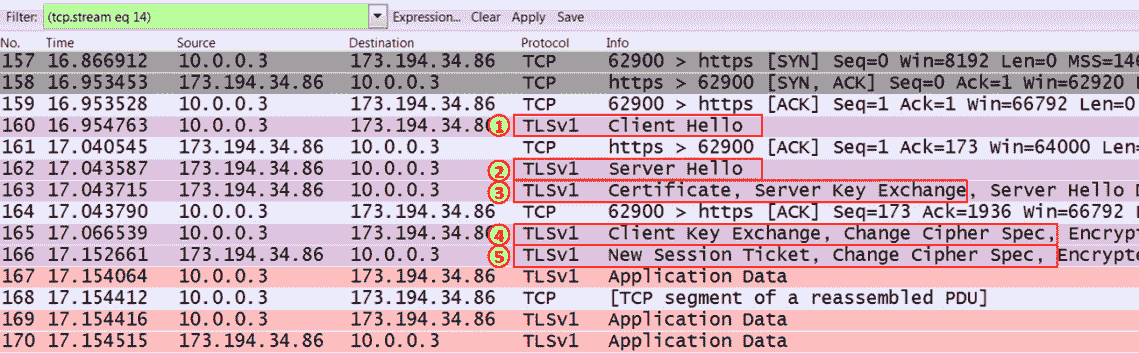 Filter: (tcp.stream eq 14) Expression... Clear Apply Save
No. Time Source Destination Protocol Info
157 16.866912 10.0.0.3 173.194.34.86 TCP 62900 > https [SYN] Seq=0 Win=8192 Len=0 MSS=146
158 16.953453 173.194.34.86 10.0.0.3 TCP https > 62900 [SYN, ACK] Seq=0 Ack=1 Win=62920
159 16.953528 10.0.0.3 173.194.34.86 TCP 62900 > https [ACK] Seq=1 Ack=1 Win=66792 Len=0
160 16.954763 10.0.0.3 173.194.34.86 1 TLSv1 Client Hello
161 17.040545 173.194.34.86 10.0.0.3 TCP https > 62900 [ACK] Seq=1 Ack=173 Win=64000
162 17.043587 173.194.34.86 10.0.0.3 2 TLSv1 Server Hello
163 17.043715 173.194.34.86 10.0.0.3 3 TLSv1 Certificate, Server Key Exchange, Server Hello D
164 17.043790 10.0.0.3 173.194.34.86 TCP 62900 > https [ACK] Seq=173 Ack=1936 Win=66792
165 17.066539 10.0.0.3 173.194.34.86 4 TLSv1 Client Key Exchange, Change Cipher Spec, Encrypt
166 17.152661 173.194.34.86 10.0.0.3 5 TLSv1 New Session Ticket, Change Cipher Spec, Encrypte
167 17.154064 10.0.0.3 173.194.34.86 TLSv1 Application Data
168 17.154412 10.0.0.3 173.194.34.86 TCP [TCP segment of a reassembled PDU]
169 17.154416 10.0.0.3 173.194.34.86 TLSv1 Application Data
170 17.154515 173.194.34.86 10.0.0.3 TLSv1 Application Data